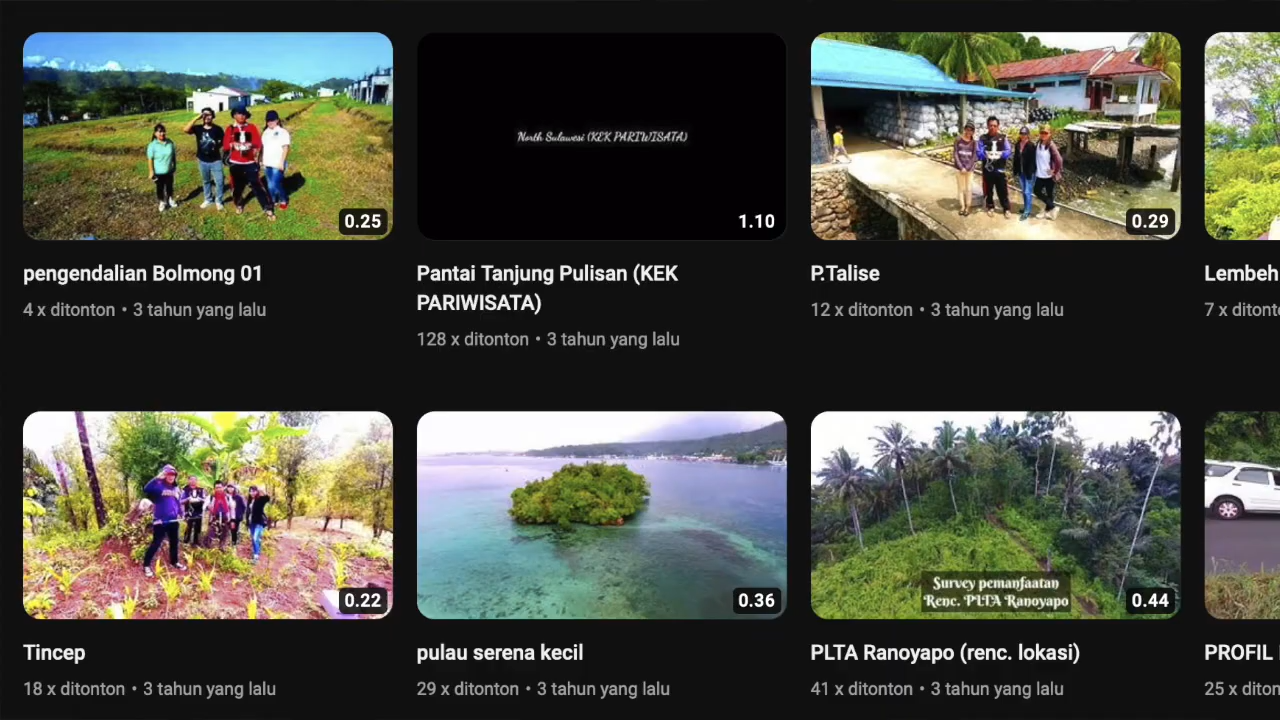 0.25
North Sulawesi (KEK PARIWISATA)
1.10
0.29
pengendalian Bolmong 01
4 x ditonton • 3 tahun yang lalu
Pantai Tanjung Pulisan (KEK
PARIWISATA)
128 x ditonton • 3 tahun yang lalu
P.Talise
12 x ditonton • 3 tahun yang lalu
Lembeh
7 x ditont
0.22
0.36
Survey pemanfaatan
Renc. PLTA Ranoyapo
0.44
Tincep
18 x ditonton • 3 tahun yang lalu
pulau serena kecil
29 x ditonton • 3 tahun yang lalu
PLTA Ranoyapo (renc. lokasi)
41 x ditonton • 3 tahun yang lalu
PROFIL
25 x diton